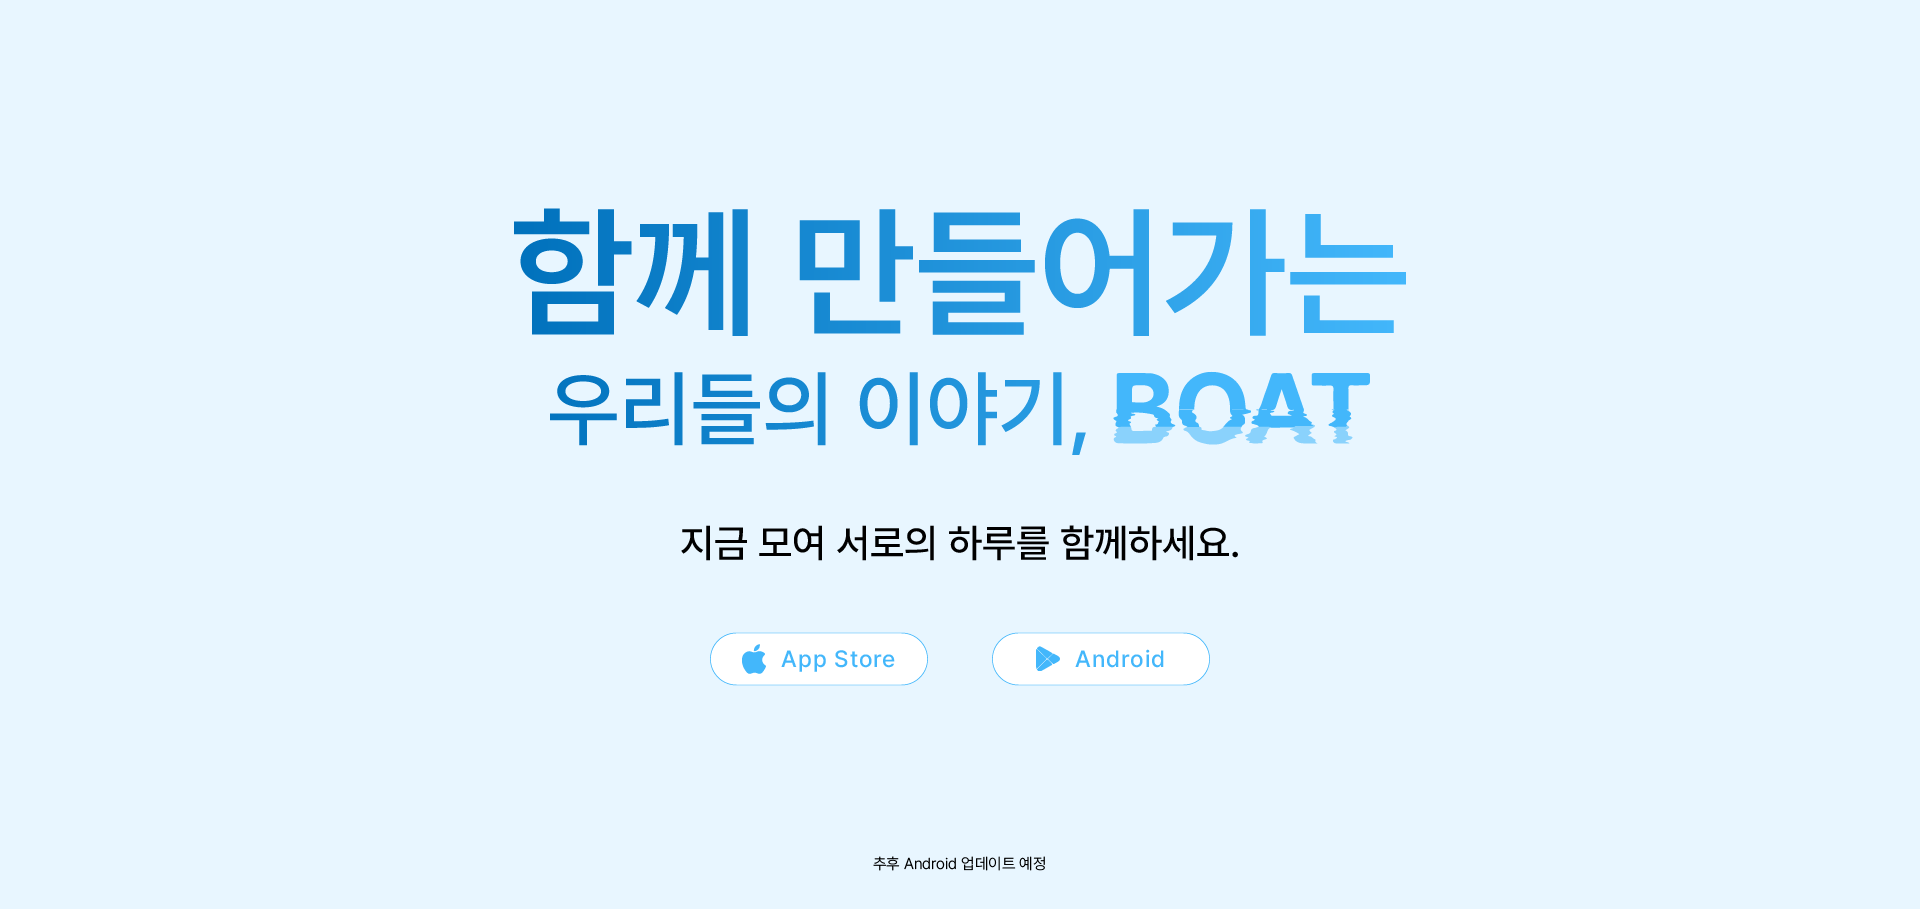 함께 만들어가는
우리들의 이야기, BOAT
지금 모여 서로의 하루를 함께하세요.
App Store
Android
추후 Android 업데이트 예정